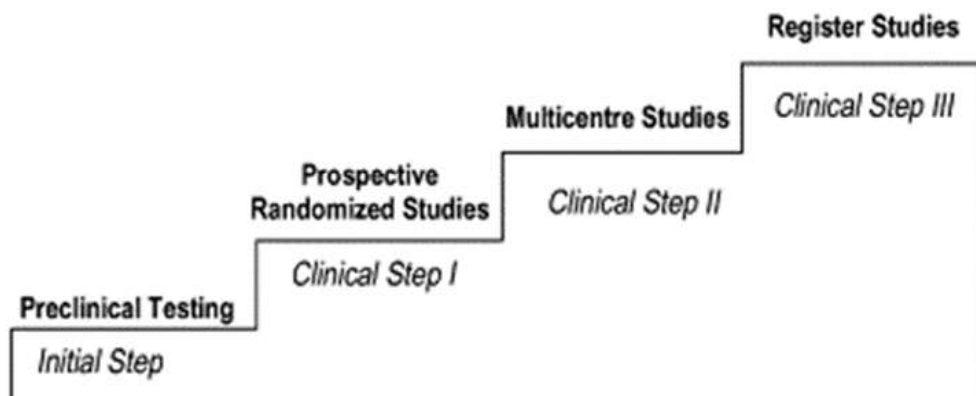 Register Studies
Clinical Step III
Multicentre Studies
Clinical Step II
Prospective
Randomized Studies
Clinical Step I
Preclinical Testing
Initial Step